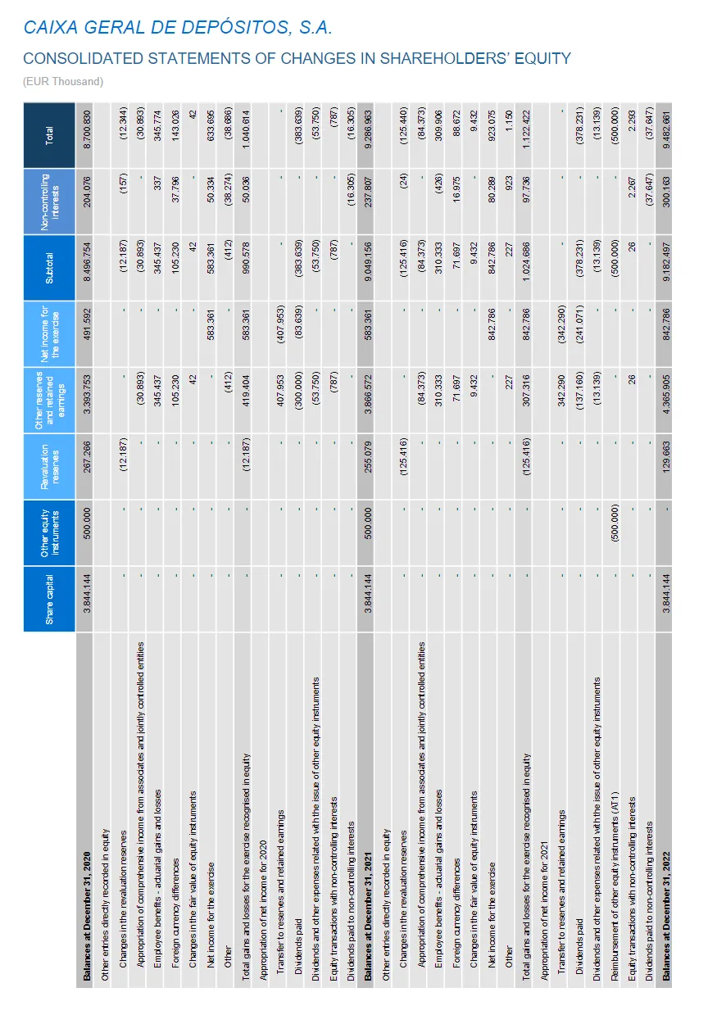 CAIXA GERAL DE DEPÓSITOS, S.A.
CONSOLIDATED STATEMENTS OF CHANGES IN SHAREHOLDERS' EQUITY
(EUR Thousand)
Share capital Other equity instruments Revaluation reserves Other reserves and retained earnings Net income for the exercise Subtotal Non-controlling interests Total
Balances at December 31, 2020 3.844.144 500.000 267.266 3.393.753 491.592 8.496.754 204.076 8.700.830
Other entries directly recorded in equity
Changes in the revaluation reserves - - (12.187) - - (12.187) (157) (12.344)
Appropriation of comprehensive income from associates and jointly controlled entities - - - (30.893) - (30.893) - (30.893)
Employee benefits - actuarial gains and losses - - - 345.437 - 345.437 337 345.774
Foreign currency differences - - - 105.230 - 105.230 37.796 143.026
Changes in the fair value of equity instruments - - - 42 - 42 - 42
Net income for the exercise - - - - 583.361 583.361 50.334 633.695
Other - - - (412) - (412) (38.274) (38.686)
Total gains and losses for the exercise recognised in equity - - (12.187) 419.404 583.361 990.578 50.036 1.040.614
Appropriation of net income for 2020
Transfer to reserves and retained earnings - - - 407.953 (407.953) - - -
Dividends paid - - - (300.000) (83.639) (383.639) - (383.639)
Dividends and other expenses related with the issue of other equity instruments - - - (53.750) - (53.750) - (53.750)
Equity transactions with non-controlling interests - - - (787) - (787) - (787)
Dividends paid to non-controlling interests - - - - - - (16.305) (16.305)
Balances at December 31, 2021 3.844.144 500.000 255.079 3.866.572 583.361 9.049.156 237.807 9.286.963
Other entries directly recorded in equity
Changes in the revaluation reserves - - (125.416) - - (125.416) (24) (125.440)
Appropriation of comprehensive income from associates and jointly controlled entities - - - (84.373) - (84.373) - (84.373)
Employee benefits - actuarial gains and losses - - - 310.333 - 310.333 (426) 309.906
Foreign currency differences - - - 71.697 - 71.697 16.975 88.672
Changes in the fair value of equity instruments - - - 9.432 - 9.432 - 9.432
Net income for the exercise - - - - 842.786 842.786 80.289 923.075
Other - - - 227 - 227 923 1.150
Total gains and losses for the exercise recognised in equity - - (125.416) 307.316 842.786 1.024.686 97.736 1.122.422
Appropriation of net income for 2021
Transfer to reserves and retained earnings - - - 342.290 (342.290) - - -
Dividends paid - - - (137.160) (241.071) (378.231) - (378.231)
Dividends and other expenses related with the issue of other equity instruments - - - (13.139) - (13.139) - (13.139)
Reimbursement of other equity instruments (AT1) - (500.000) - - - (500.000) - (500.000)
Equity transactions with non-controlling interests - - - 26 - 26 2.267 2.293
Dividends paid to non-controlling interests - - - - - - (37.647) (37.647)
Balances at December 31, 2022 3.844.144 - 129.663 4.365.905 842.786 9.182.497 300.163 9.482.661